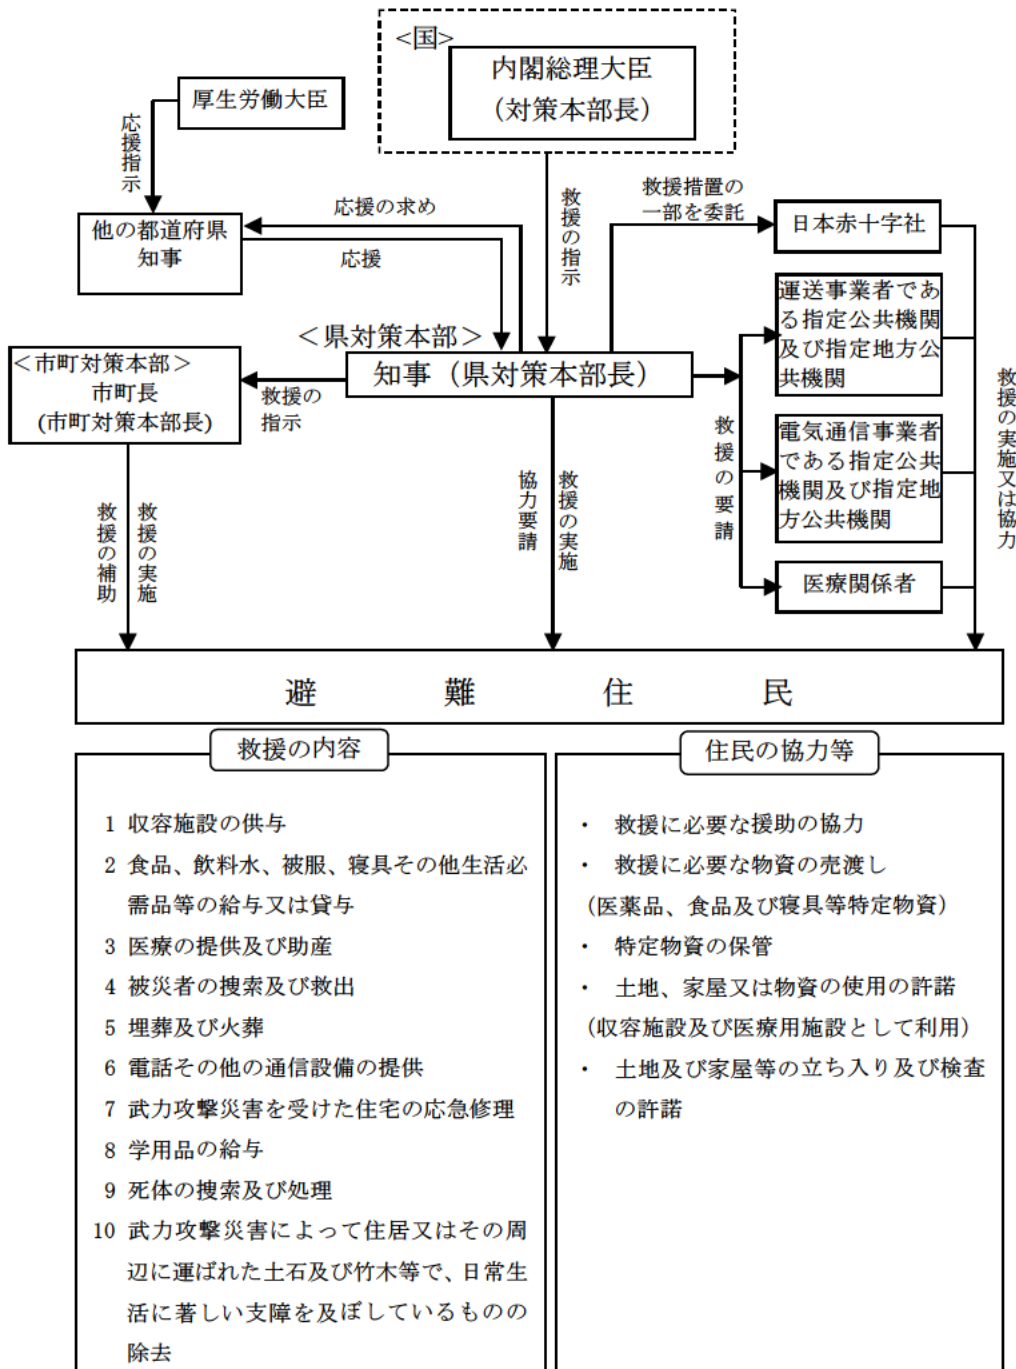 <国>
内閣総理大臣
(対策本部長)
厚生労働大臣
応援指示
他の都道府県
知事
応援の求め
応援
救援の指示
救援措置の
一部を委託
日本赤十字社
運送事業者であ
る指定公共機関
及び指定地方公
共機関
電気通信事業者
である指定公共
機関及び指定地
方公共機関
医療関係者
救援の要請
救援の実施又は協力
<県対策本部>
知事(県対策本部長)
救援の
指示
<市町対策本部>
市町長
(市町対策本部長)
救援の補助
救援の実施
協力要請
救援の実施
避難住民
救援の内容
1 収容施設の供与
2 食品、飲料水、被服、寝具その他生活必
需品等の給与又は貸与
3 医療の提供及び助産
4 被災者の捜索及び救出
5 埋葬及び火葬
6 電話その他の通信設備の提供
7 武力攻撃災害を受けた住宅の応急修理
8 学用品の給与
9 死体の捜索及び処理
10 武力攻撃災害によって住居又はその周
辺に運ばれた土石及び竹木等で、日常生
活に著しい支障を及ぼしているものの
除去
住民の協力等
・ 救援に必要な援助の協力
・ 救援に必要な物資の売渡し
(医薬品、食品及び寝具等特定物資)
・ 特定物資の保管
・ 土地、家屋又は物資の使用の許諾
(収容施設及び医療用施設として利用)
・ 土地及び家屋等の立ち入り及び検査
の許諾